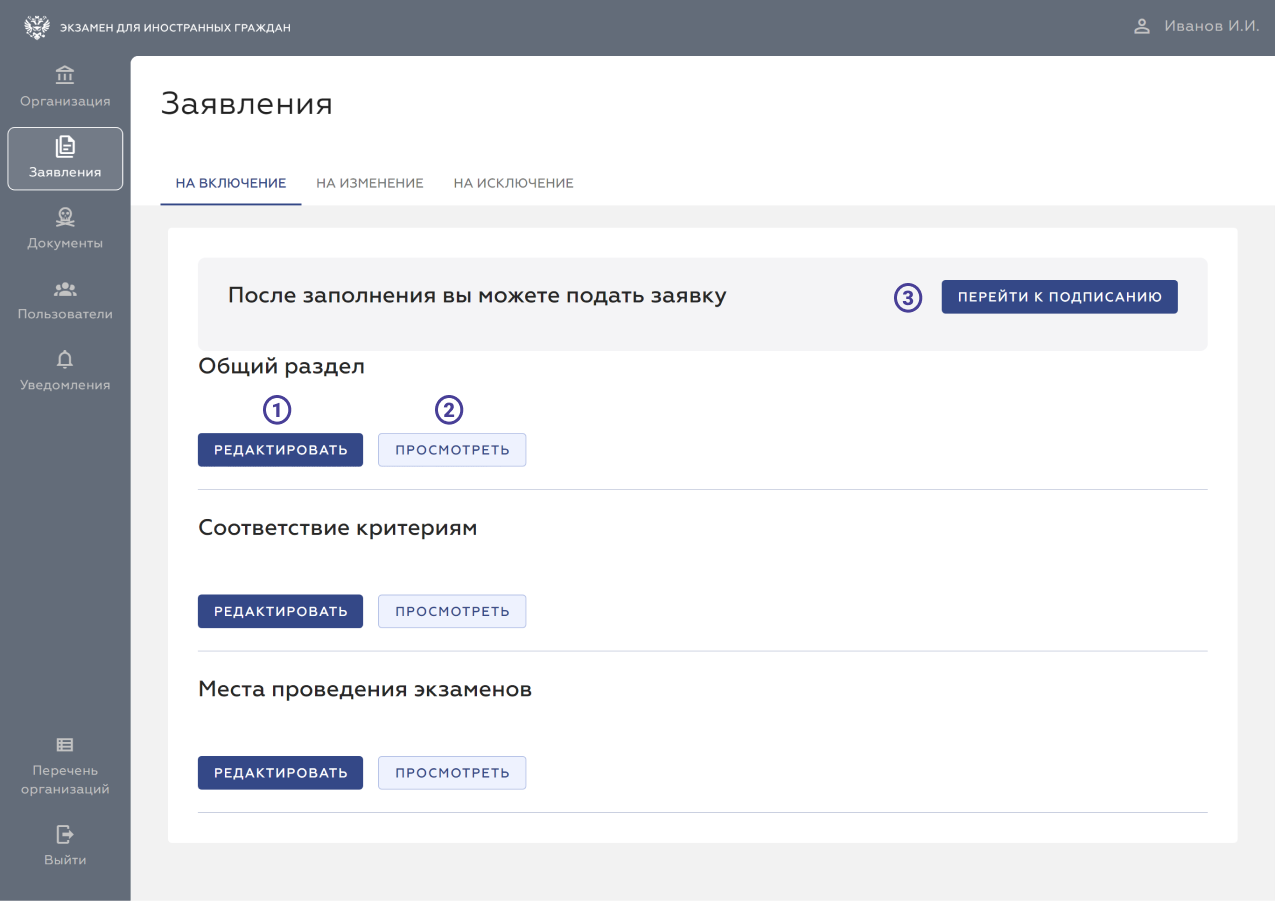 ЭКЗАМЕН ДЛЯ ИНОСТРАННЫХ ГРАЖДАН
Иванов И.И.
Организация
Заявления
Документы
Пользователи
Уведомления
Перечень
организаций
Выйти
Заявления
НА ВКЛЮЧЕНИЕ НА ИЗМЕНЕНИЕ НА ИСКЛЮЧЕНИЕ
После заполнения вы можете подать заявку 3 ПЕРЕЙТИ К ПОДПИСАНИЮ
Общий раздел
1 2
РЕДАКТИРОВАТЬ ПРОСМОТРЕТЬ
Соответствие критериям
РЕДАКТИРОВАТЬ ПРОСМОТРЕТЬ
Места проведения экзаменов
РЕДАКТИРОВАТЬ ПРОСМОТРЕТЬ